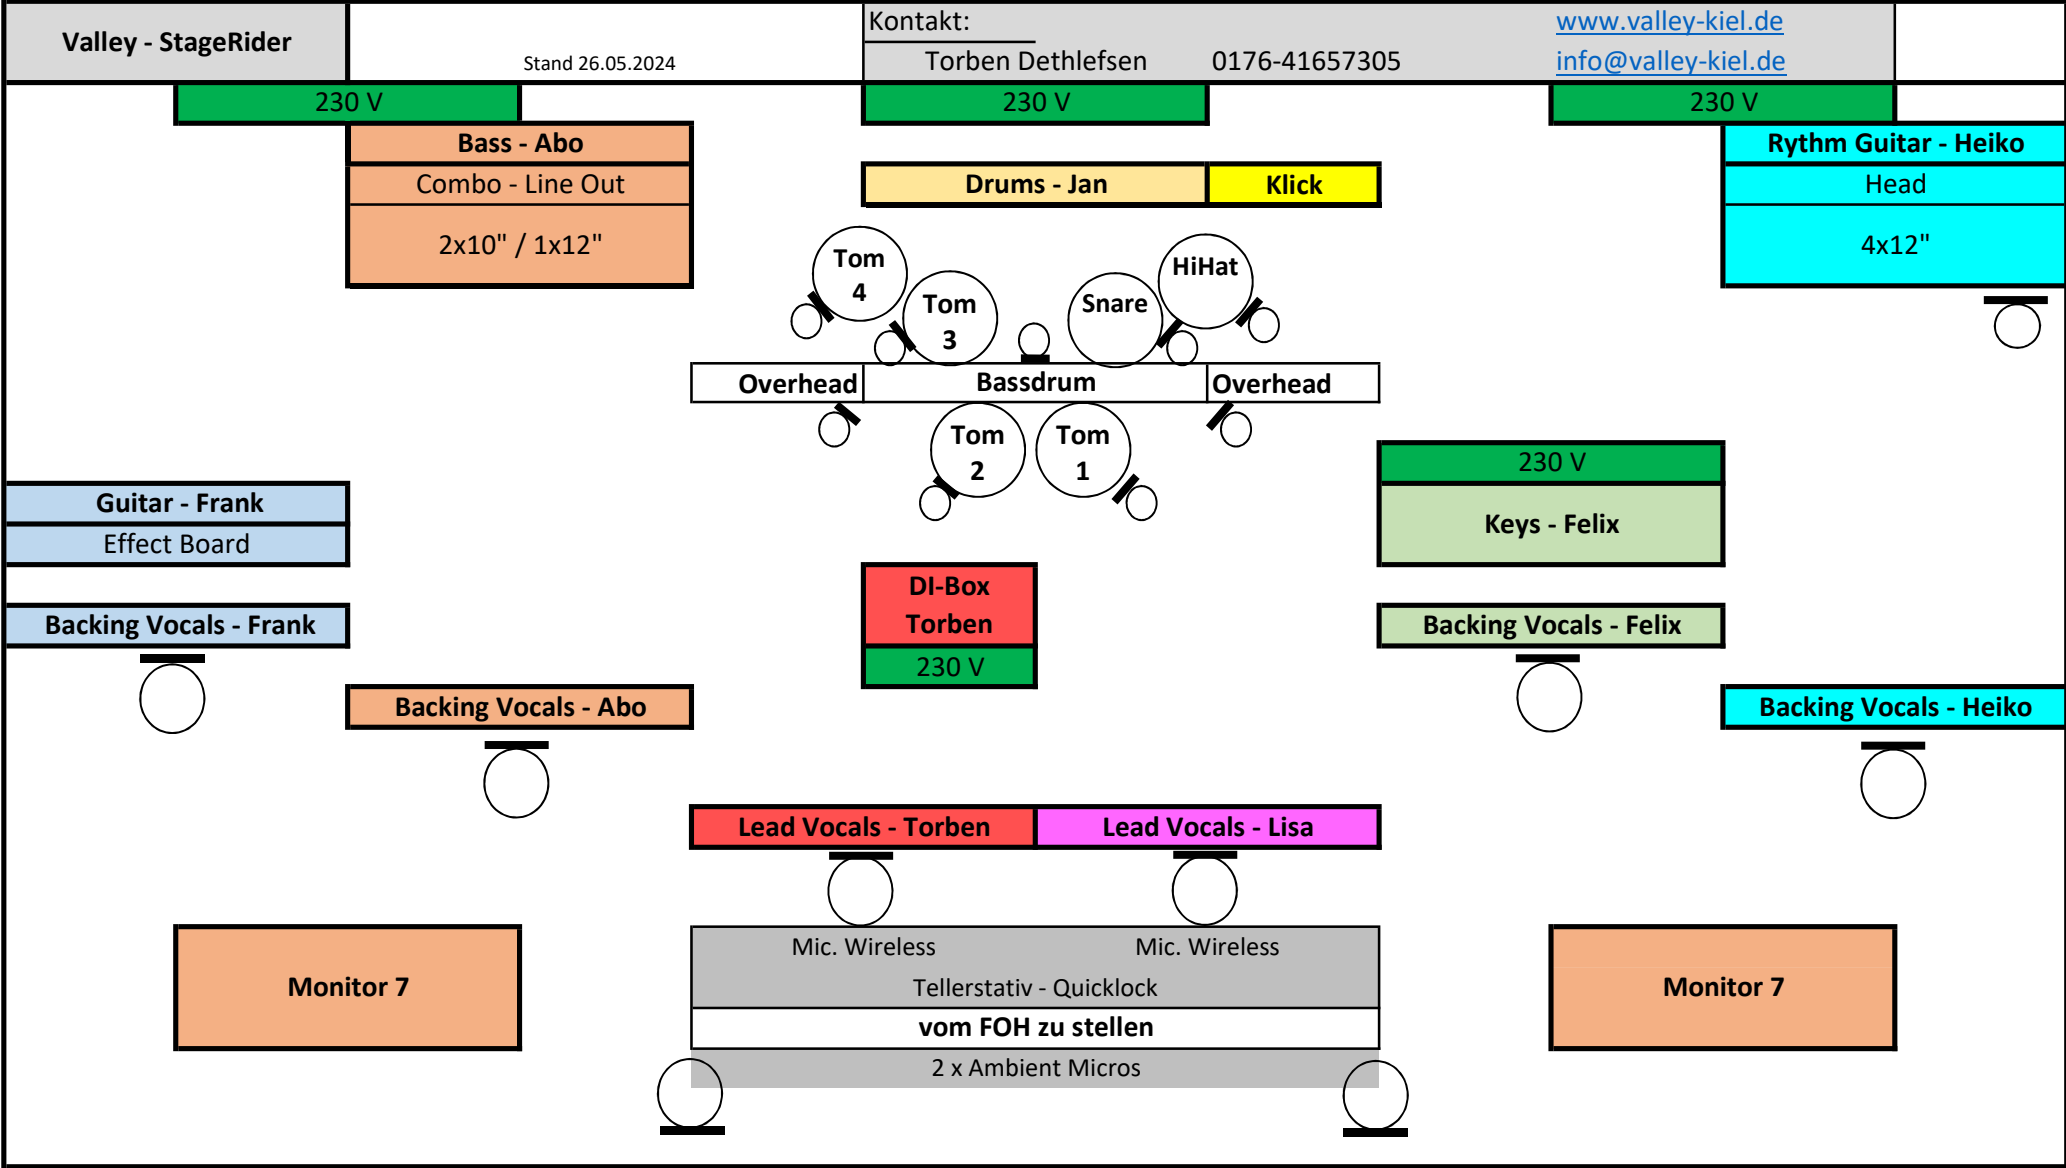 Valley - StageRider
Stand 26.05.2024
Kontakt:
www.valley-kiel.de
Torben Dethlefsen 0176-41657305 info@valley-kiel.de
230 V 230 V 230 V
Bass - Abo
Combo - Line Out
2x10" / 1x12"
Drums - Jan Klick
Rythm Guitar - Heiko
Head
4x12"
Tom
4
Tom
3
Snare
HiHat
Overhead Bassdrum Overhead
Tom
2
Tom
1
230 V
Keys - Felix
Guitar - Frank
Effect Board
DI-Box
Torben
230 V
Backing Vocals - Frank
Backing Vocals - Felix
Backing Vocals - Abo
Backing Vocals - Heiko
Lead Vocals - Torben Lead Vocals - Lisa
Mic. Wireless Mic. Wireless
Tellerstativ - Quicklock
vom FOH zu stellen
2 x Ambient Micros
Monitor 7
Monitor 7